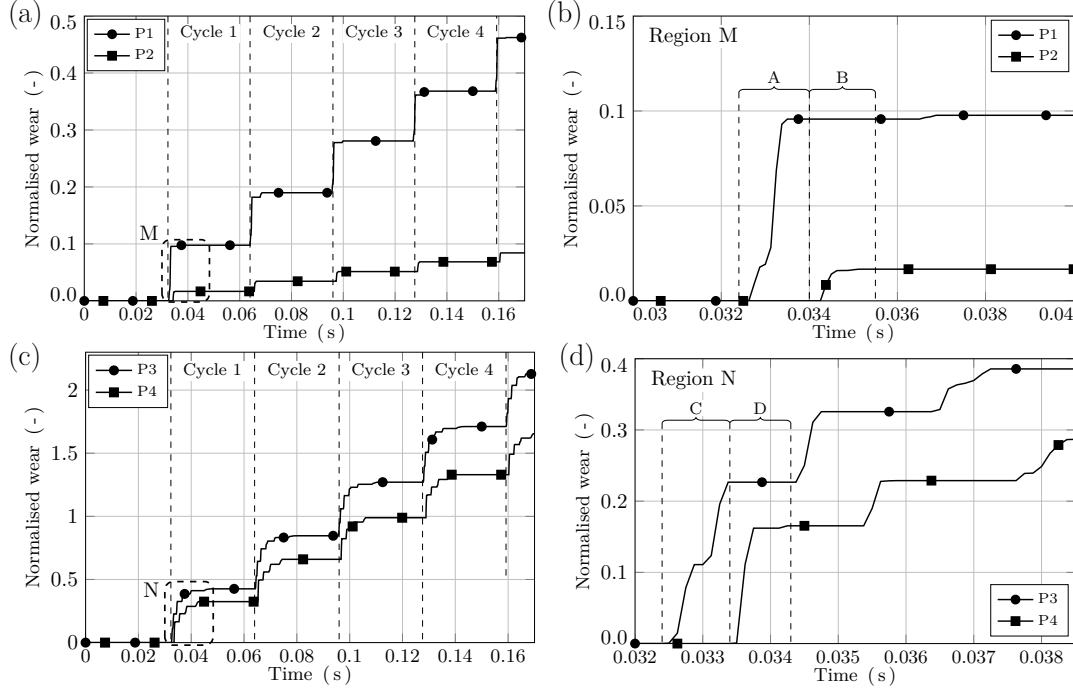 (a)
Normalised wear (-)
0.5
0.4
0.3
0.2
0.1
0.0
P1
P2
Cycle 1
Cycle 2
Cycle 3
Cycle 4
M
0 0.02 0.04 0.06 0.08 0.1 0.12 0.14 0.16
Time (s)
(b)
Normalised wear (-)
0.15
0.10
0.05
0.0
Region M
P1
P2
A
B
0.03 0.032 0.034 0.036 0.038 0.04
Time (s)
(c)
Normalised wear (-)
2
1.5
1
0.5
0
P3
P4
Cycle 1
Cycle 2
Cycle 3
Cycle 4
N
0 0.02 0.04 0.06 0.08 0.1 0.12 0.14 0.16
Time (s)
(d)
Normalised wear (-)
0.4
0.3
0.2
0.1
0.0
Region N
C
D
P3
P4
0.032 0.033 0.034 0.035 0.036 0.037 0.038
Time (s)